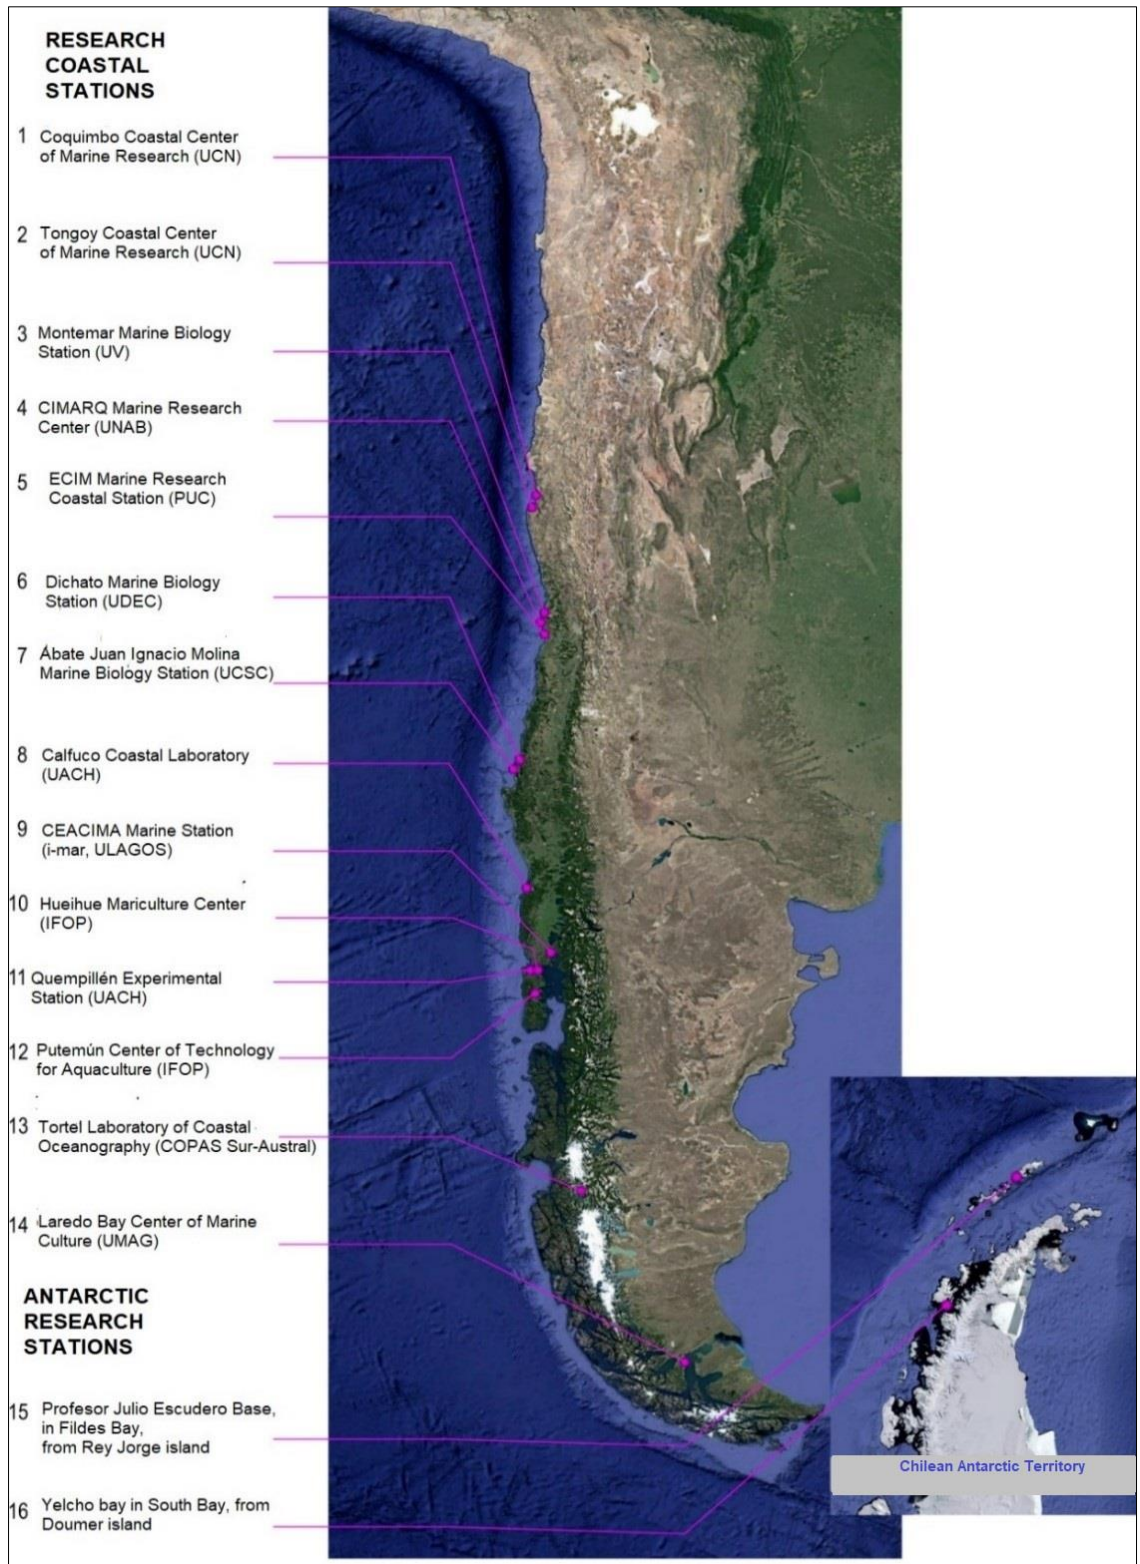 RESEARCH
COASTAL
STATIONS
1 Coquimbo Coastal Center
of Marine Research (UCN)
2 Tongoy Coastal Center
of Marine Research (UCN)
3 Montemar Marine Biology
Station (UV)
4 CIMARQ Marine Research
Center (UNAB)
5 ECIM Marine Research
Coastal Station (PUC)
6 Dichato Marine Biology
Station (UDEC)
7 Ábate Juan Ignacio Molina
Marine Biology Station (UCSC)
8 Calfuco Coastal Laboratory
(UACH)
9 CEACIMA Marine Station
(i-mar, ULAGOS)
10 Hueihue Mariculture Center
(IFOP)
11 Quempillén Experimental
Station (UACH)
12 Putemún Center of Technology
for Aquaculture (IFOP)
13 Tortel Laboratory of Coastal
Oceanography (COPAS Sur-Austral)
14 Laredo Bay Center of Marine
Culture (UMAG)
ANTARCTIC
RESEARCH
STATIONS
15 Profesor Julio Escudero Base,
in Fildes Bay,
from Rey Jorge island
16 Yelcho bay in South Bay, from
Doumer island
Chilean Antarctic Territory